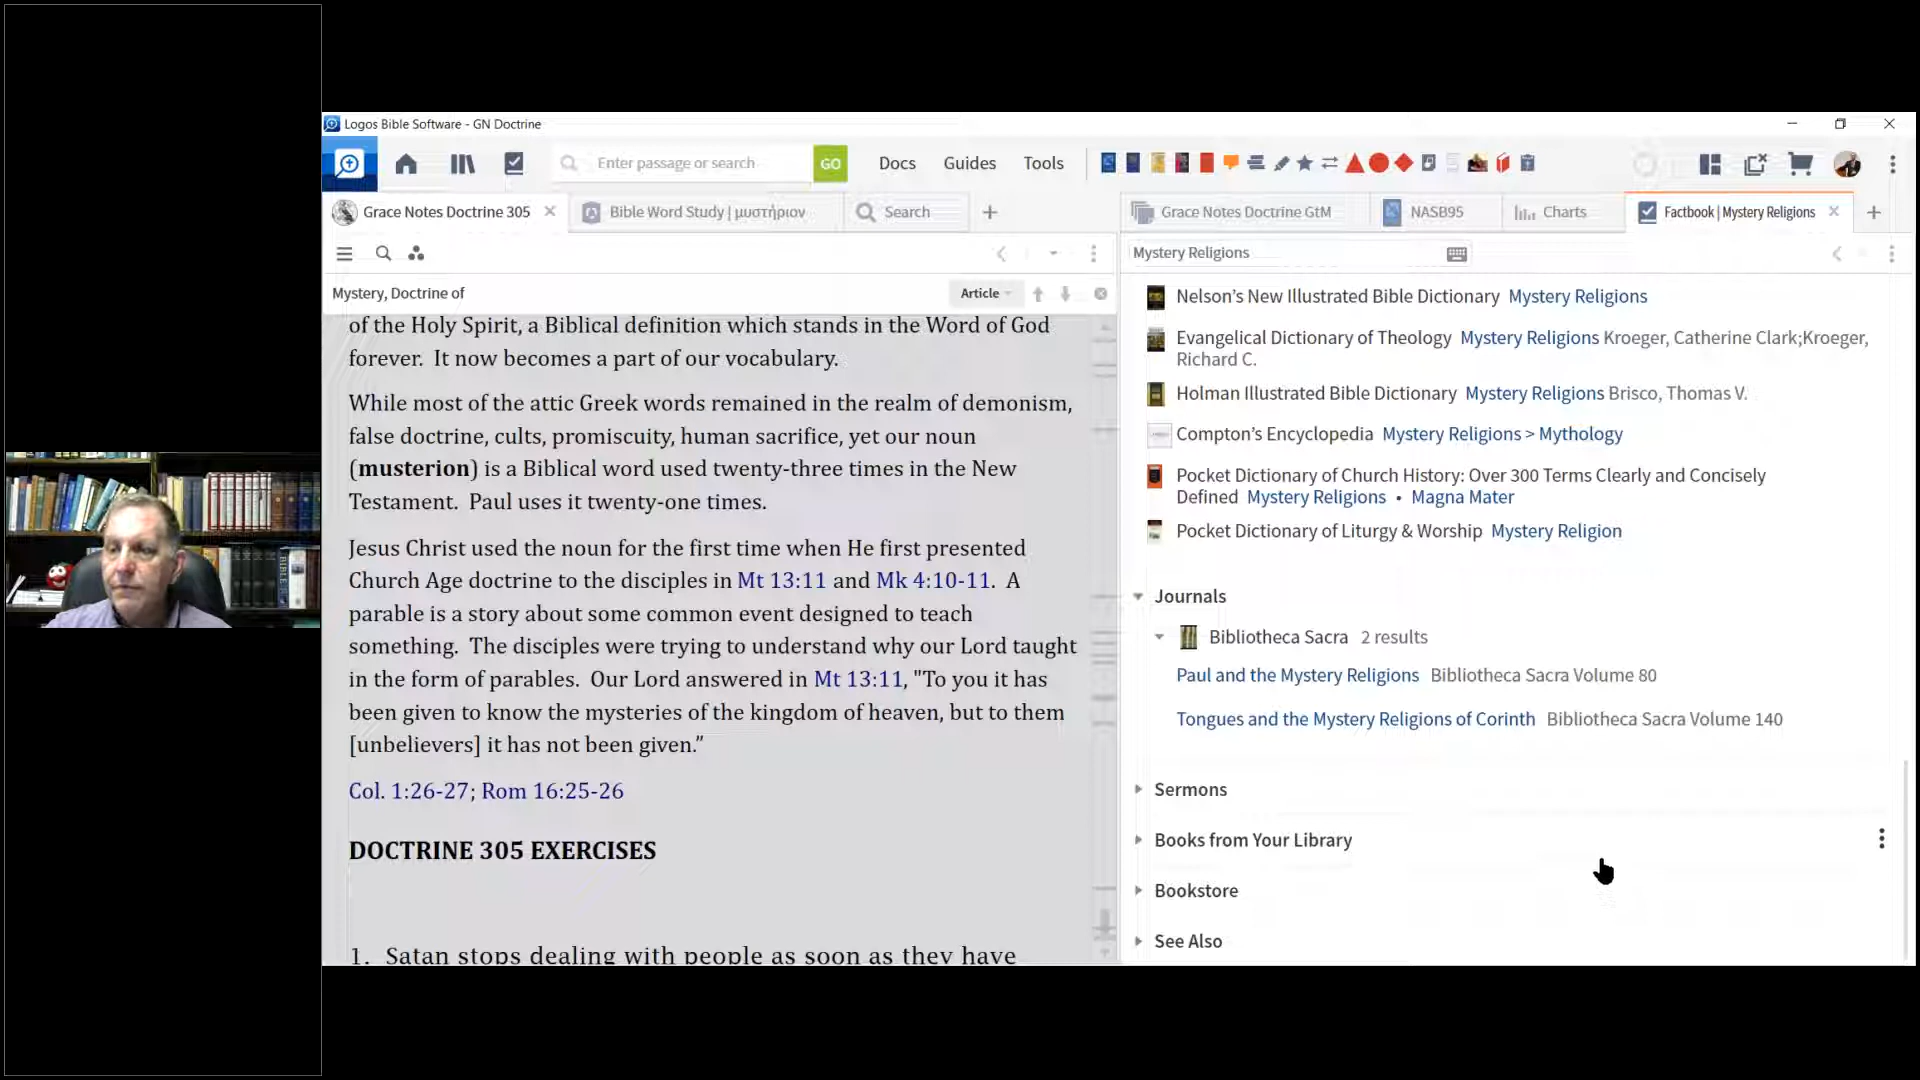 Logos Bible Software - GN Doctrine
Enter passage or search
GO
Docs
Guides
Tools
Grace Notes Doctrine 305
Bible Word Study | μυστήριον
Search
Mystery, Doctrine of
Article
of the Holy Spirit, a Biblical definition which stands in the Word of God
forever. It now becomes a part of our vocabulary.
While most of the attic Greek words remained in the realm of demonism,
false doctrine, cults, promiscuity, human sacrifice, yet our noun
(musterion) is a Biblical word used twenty-three times in the New
Testament. Paul uses it twenty-one times.
Jesus Christ used the noun for the first time when He first presented
Church Age doctrine to the disciples in Mt 13:11 and Mk 4:10-11. A
parable is a story about some common event designed to teach
something. The disciples were trying to understand why our Lord taught
in the form of parables. Our Lord answered in Mt 13:11, "To you it has
been given to know the mysteries of the kingdom of heaven, but to them
[unbelievers] it has not been given.”
Col. 1:26-27; Rom 16:25-26
DOCTRINE 305 EXERCISES
1. Satan stops dealing with people as soon as they have
Grace Notes Doctrine GtM
NASB95
Charts
Factbook | Mystery Religions
Mystery Religions
Nelson’s New Illustrated Bible Dictionary Mystery Religions
Evangelical Dictionary of Theology Mystery Religions Kroeger, Catherine Clark;Kroeger,
Richard C.
Holman Illustrated Bible Dictionary Mystery Religions Brisco, Thomas V.
Compton’s Encyclopedia Mystery Religions > Mythology
Pocket Dictionary of Church History: Over 300 Terms Clearly and Concisely
Defined Mystery Religions • Magna Mater
Pocket Dictionary of Liturgy & Worship Mystery Religion
Journals
Bibliotheca Sacra 2 results
Paul and the Mystery Religions Bibliotheca Sacra Volume 80
Tongues and the Mystery Religions of Corinth Bibliotheca Sacra Volume 140
Sermons
Books from Your Library
Bookstore
See Also